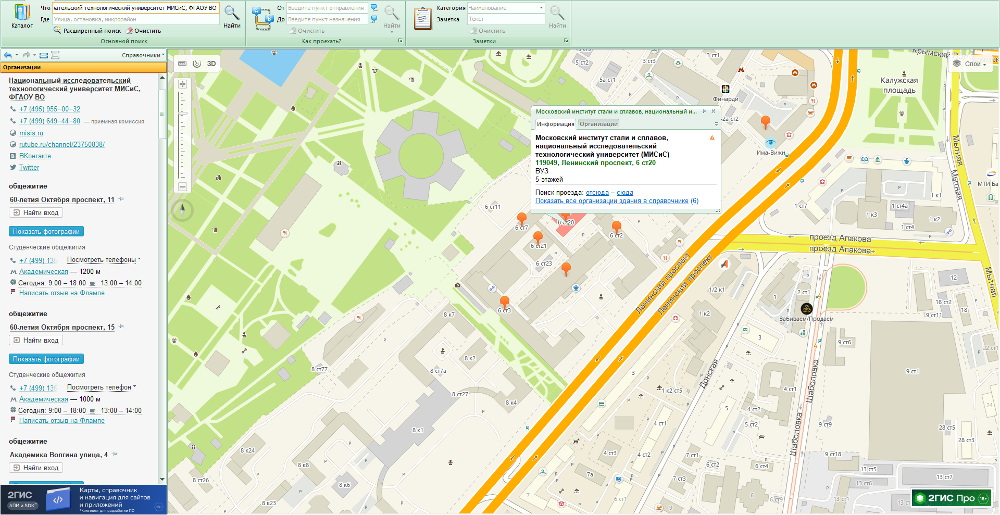 Каталог
Что
ательский технологический университет МИСиС, ФГАОУ ВО
Где
Улица, остановка, микрорайон
Найти
Расширенный поиск
Очистить
Основной поиск
От
Введите пункт отправления
До
Введите пункт назначения
Найти
Очистить
Как проехать?
Категория
Наименование
Заметка
Текст
Найти
Очистить
Заметки
Справочники
Организации
Национальный исследовательский
технологический университет МИСиС,
ФГАОУ ВО
+7 (495) 955–00–32
+7 (499) 649–44–80 — приемная комиссия
misis.ru
rutube.ru/channel/23750838/
ВКонтакте
Twitter
общежитие
60-летия Октября проспект, 11
Найти вход
Показать фотографии
Студенческие общежития
+7 (499) 135 Посмотреть телефоны
Академическая — 1200 м
Сегодня: 9:00 – 18:00 13:00 – 14:00
Написать отзыв на Флампе
общежитие
60-летия Октября проспект, 15
Найти вход
Показать фотографии
Студенческие общежития
+7 (499) 135 Посмотреть телефон
Академическая — 1000 м
Сегодня: 9:00 – 18:00 13:00 – 14:00
Написать отзыв на Флампе
общежитие
Академика Волгина улица, 4
Найти вход
2ГИС
АПИ и SDK*
Карты, справочник
и навигация для сайтов
и приложений
*Комплект для разработки ПО
18+
3D
Слои
Московский институт стали и сплавов, национальный и...
Информация
Организации
Московский институт стали и сплавов,
национальный исследовательский
технологический университет (МИСиС)
119049, Ленинский проспект, 6 ст20
ВУЗ
5 этажей
Поиск проезда: отсюда – сюда
Показать все организации здания в справочнике (6)
5 ст2
3 ст3
3 ст1
5а ст1
Финарди
2а ст2
Крымский
Калужская
площадь
Има-Вижн
Мытная
Мытная
МТИ Ба
1 к1
1 ст7
1 ст4а
1 к3
1 к2
1 ст4
6 ст11
6 ст7
6 ст20
6 ст2
6 ст21
6 ст23
6 ст3
проезд Апакова
проезд Апакова
Ленинский проспект
Ленинский проспект
Мытная
12
1/2 к1
1
2 ст1
18 ст2
18
9 ст11
Забиваем/Продаем
1 к2
3
9 ст6
22 ст1
8 к7
8 к2
8 ст7а
8 ст77
8 ст27
8 к4
8 к1
3
1 к2 ст5
Донская
Шаболовка
9 ст1
4 ст1
5
4 ст2
24
4 ст1
5 ст2
9 ст9
28 ст5
Шаболовка
28 ст3
8 к24
8 к8
8 ст26
8 к6
8 к23
4 ст3
4 ст2
7 ст1
6 ст2
6 ст4
9 ст18
13 ст5
13 ст7
7а
7 ст3
13 ст6
7
6 ст1
9
6
6 ст9
13 ст1
13
2ГИС Про
18+